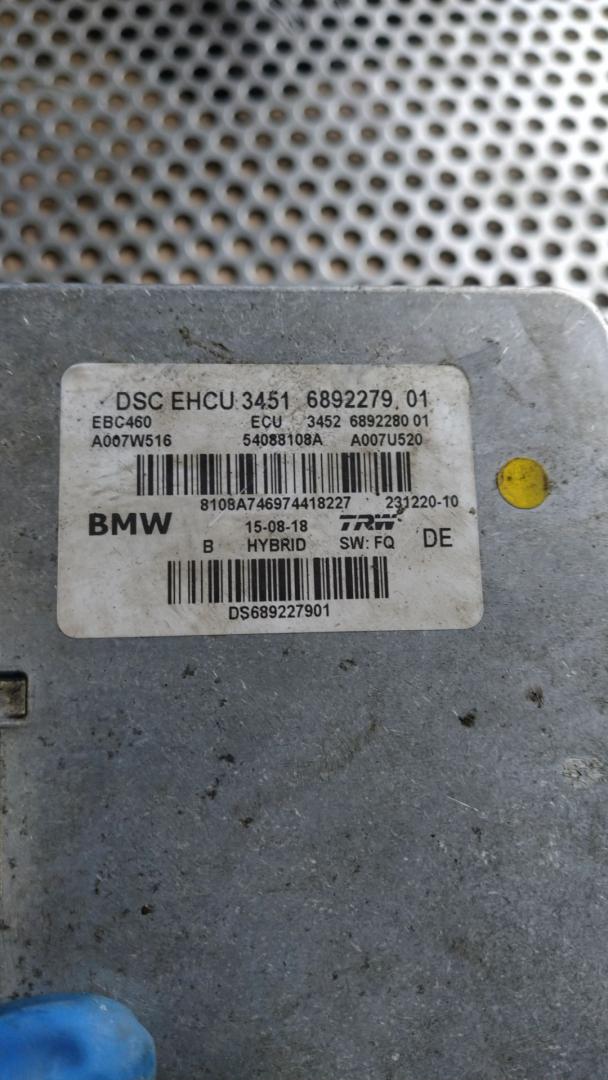 DSC EHCU 3451 6892279. 01
EBC460 ECU 3452 6892280 01
A007W516 54088108A A007U520
8108A746974418227 231220-10
BMW 15-08-18 TRW
B HYBRID SW: FQ DE
DS689227901